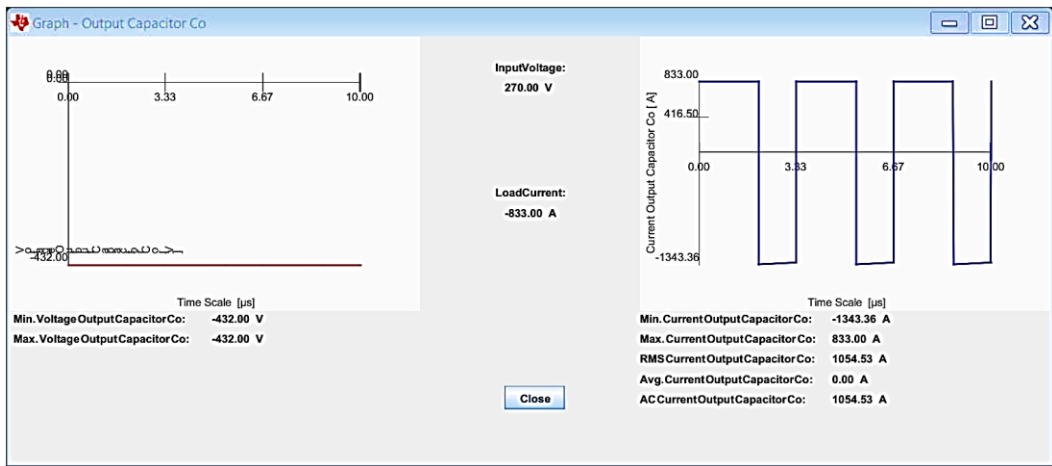 Graph - Output Capacitor Co
0.00
0.00
3.33
6.67
10.00
-432.00
Time Scale [µs]
Min.VoltageOutputCapacitorCo: -432.00 V
Max.VoltageOutputCapacitorCo: -432.00 V
InputVoltage:
270.00 V
LoadCurrent:
-833.00 A
Close
Current Output Capacitor Co [ A]
833.00
416.50
0.00
3.33
6.67
10.00
-1343.36
Time Scale [µs]
Min.CurrentOutputCapacitorCo: -1343.36 A
Max.CurrentOutputCapacitorCo: 833.00 A
RMSCurrentOutputCapacitorCo: 1054.53 A
Avg.CurrentOutputCapacitorCo: 0.00 A
ACCurrentOutputCapacitorCo: 1054.53 A